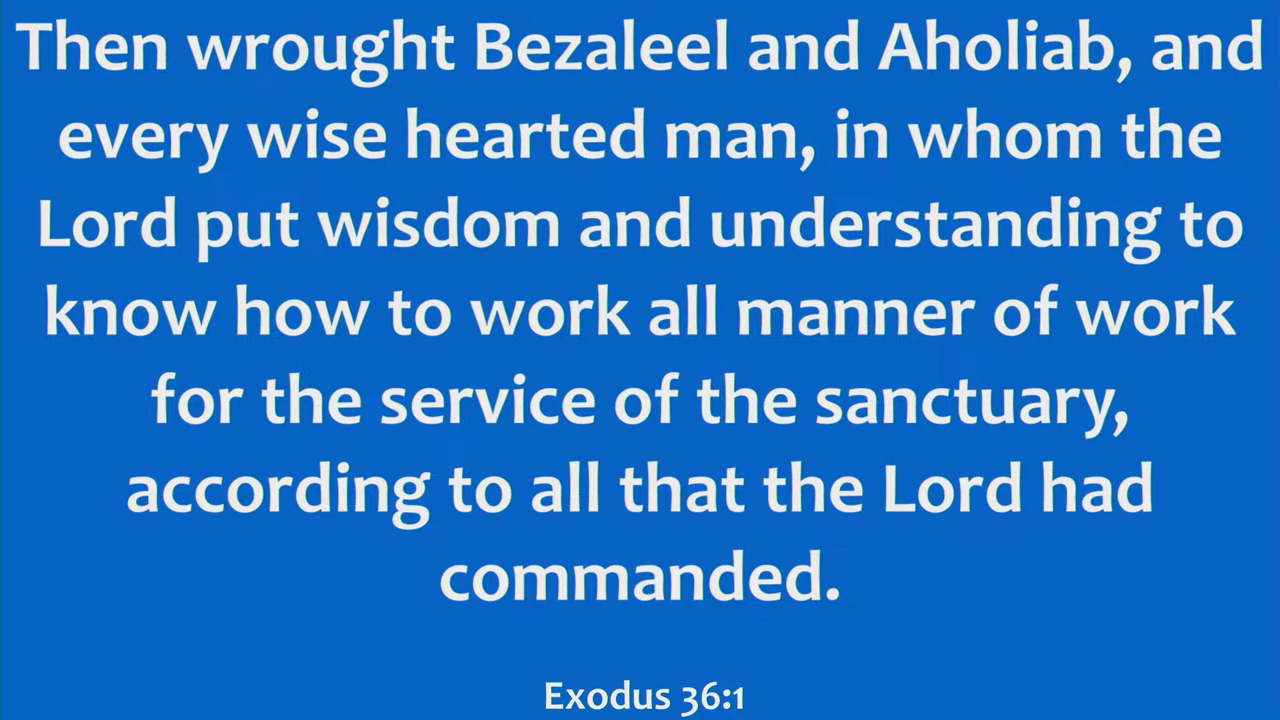 Then wrought Bezaleel and Aholiab, and
every wise hearted man, in whom the
Lord put wisdom and understanding to
know how to work all manner of work
for the service of the sanctuary,
according to all that the Lord had
commanded.
Exodus 36:1